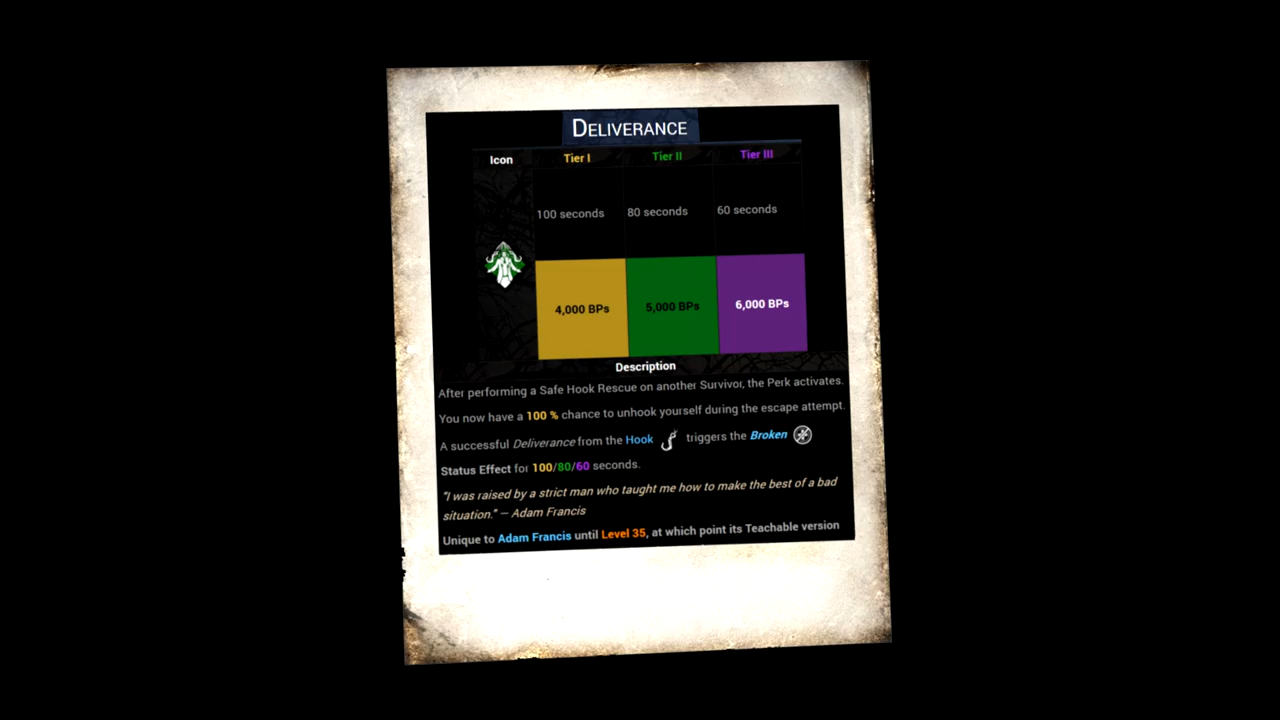 DELIVERANCE
Icon Tier I Tier II Tier III
100 seconds 80 seconds 60 seconds
4,000 BPs 5,000 BPs 6,000 BPs
Description
After performing a Safe Hook Rescue on another Survivor, the Perk activates.
You now have a 100 % chance to unhook yourself during the escape attempt.
A successful Deliverance from the Hook triggers the Broken
Status Effect for 100/80/60 seconds.
"I was raised by a strict man who taught me how to make the best of a bad
situation." — Adam Francis
Unique to Adam Francis until Level 35, at which point its Teachable version